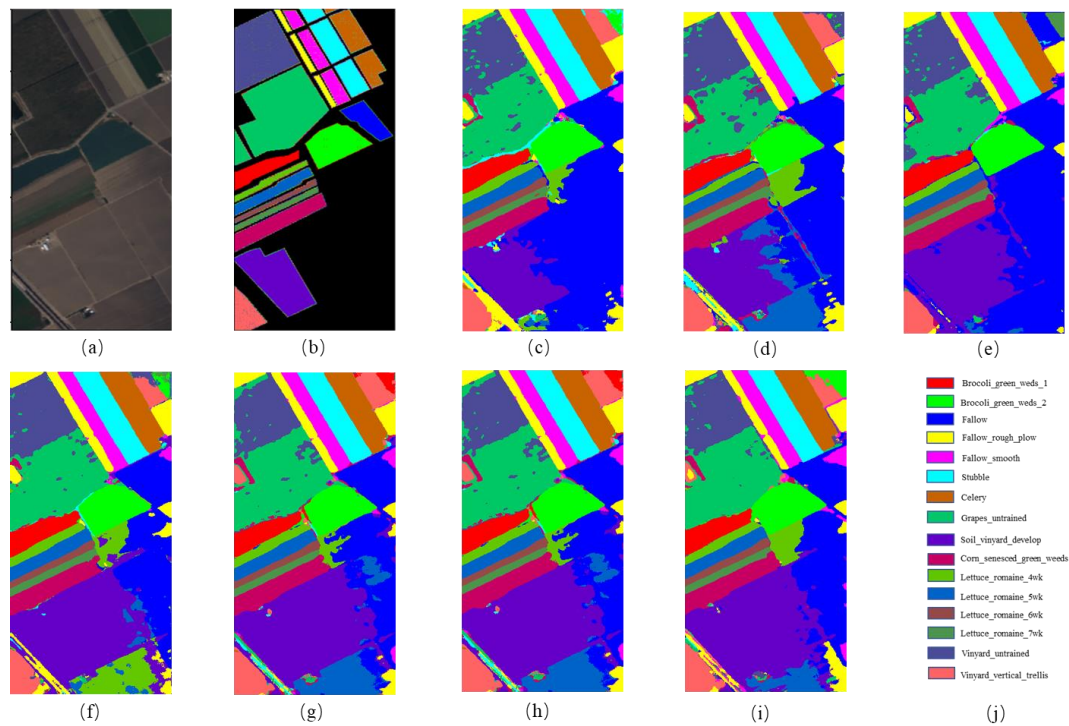 (a)
(b)
(c)
(d)
(e)
Brocoli_green_weds_1
Brocoli_green_weds_2
Fallow
Fallow_rough_plow
Fallow_smooth
Stubble
Celery
Grapes_untrained
Soil_vinyard_develop
Corn_senesced_green_weeds
Lettuce_romaine_4wk
Lettuce_romaine_5wk
Lettuce_romaine_6wk
Lettuce_romaine_7wk
Vinyard_untrained
Vinyard_vertical_trellis
(f)
(g)
(h)
(i)
(j)